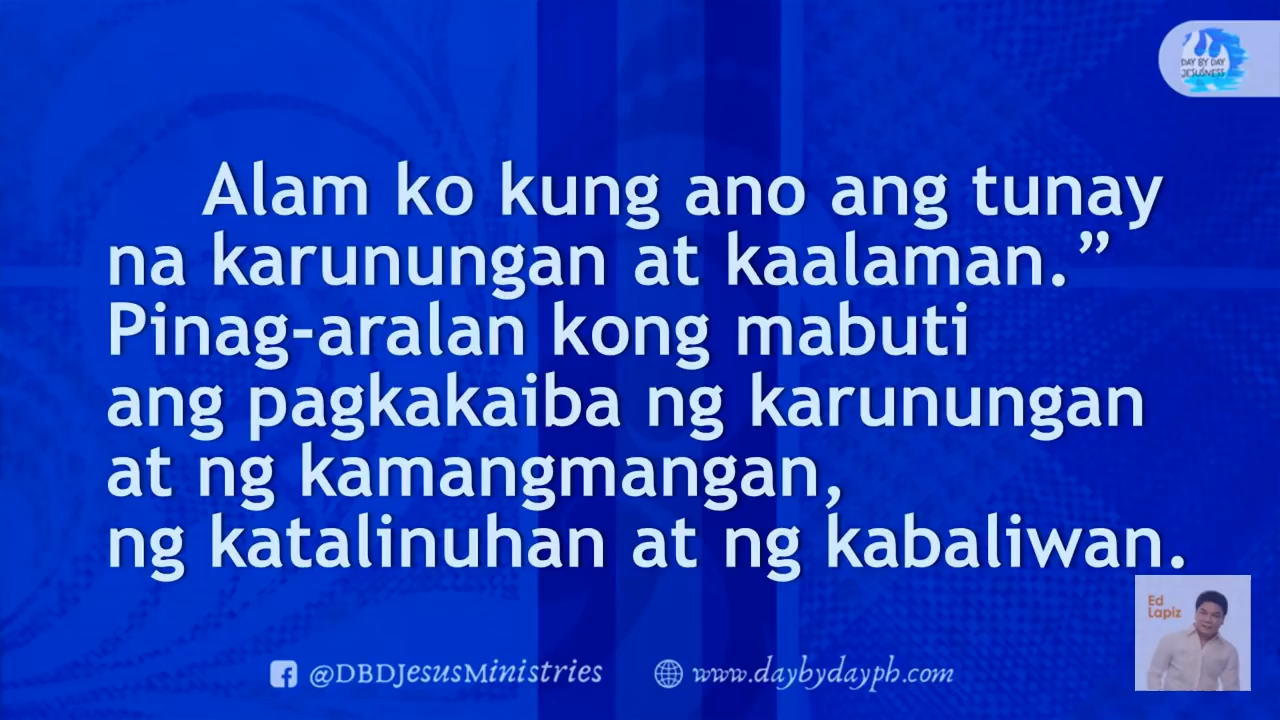 DAY BY DAY
JESUSNESS
Alam ko kung ano ang tunay
na karunungan at kaalaman.”
Pinag-aralan kong mabuti
ang pagkakaiba ng karunungan
at ng kamangmangan,
ng katalinuhan at ng kabaliwan.
Ed
Lapiz
@DBDJesusMinistries
www.daybydayph.com